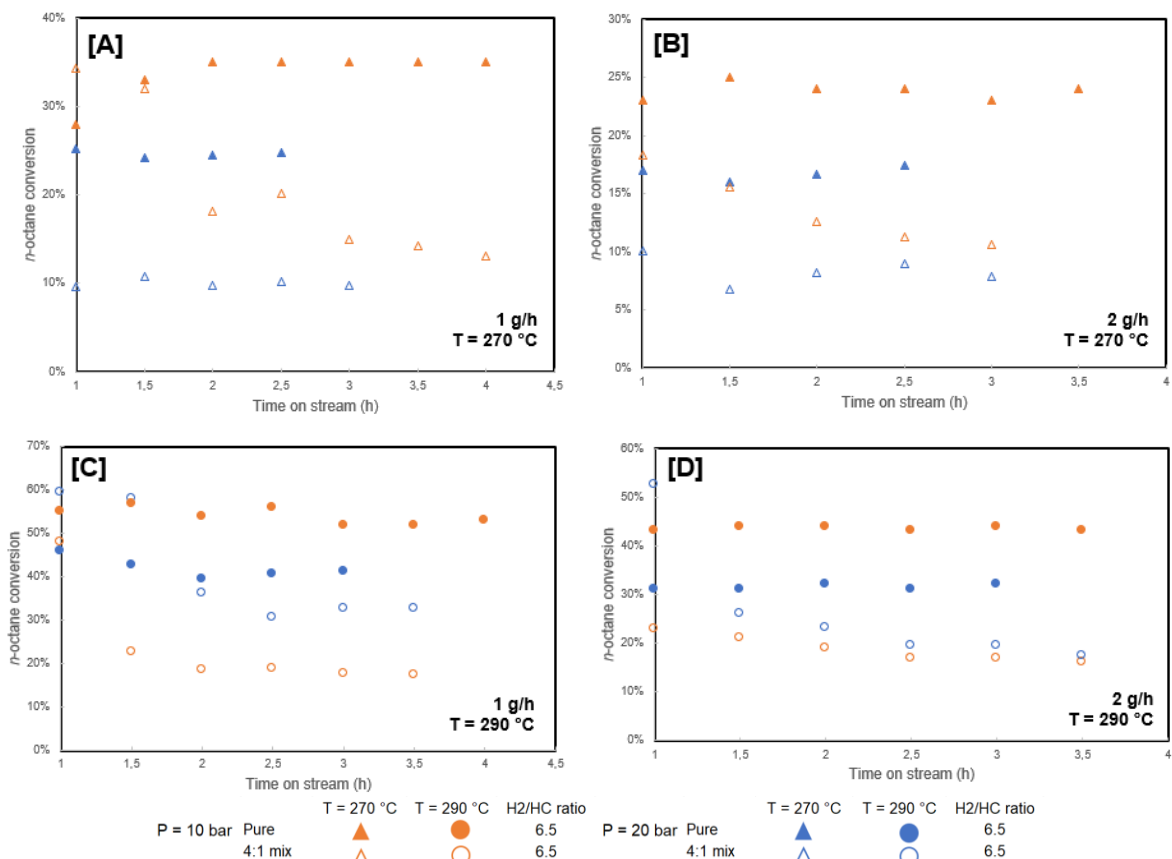 [A]
40%
30%
20%
10%
0%
n-octane conversion
1 g/h
T = 270 °C
1 1,5 2 2,5 3 3,5 4 4,5
Time on stream (h)
[B]
30%
25%
20%
15%
10%
5%
0%
n-octane conversion
2 g/h
T = 270 °C
1 1,5 2 2,5 3 3,5 4
Time on stream (h)
[C]
70%
60%
50%
40%
30%
20%
10%
0%
n-octane conversion
1 g/h
T = 290 °C
1 1,5 2 2,5 3 3,5 4 4,5
Time on stream (h)
[D]
60%
50%
40%
30%
20%
10%
0%
n-octane conversion
2 g/h
T = 290 °C
1 1,5 2 2,5 3 3,5 4
Time on stream (h)
T = 270 °C T = 290 °C H2/HC ratio
P = 10 bar Pure 6.5
4:1 mix 6.5
T = 270 °C T = 290 °C H2/HC ratio
P = 20 bar Pure 6.5
4:1 mix 6.5